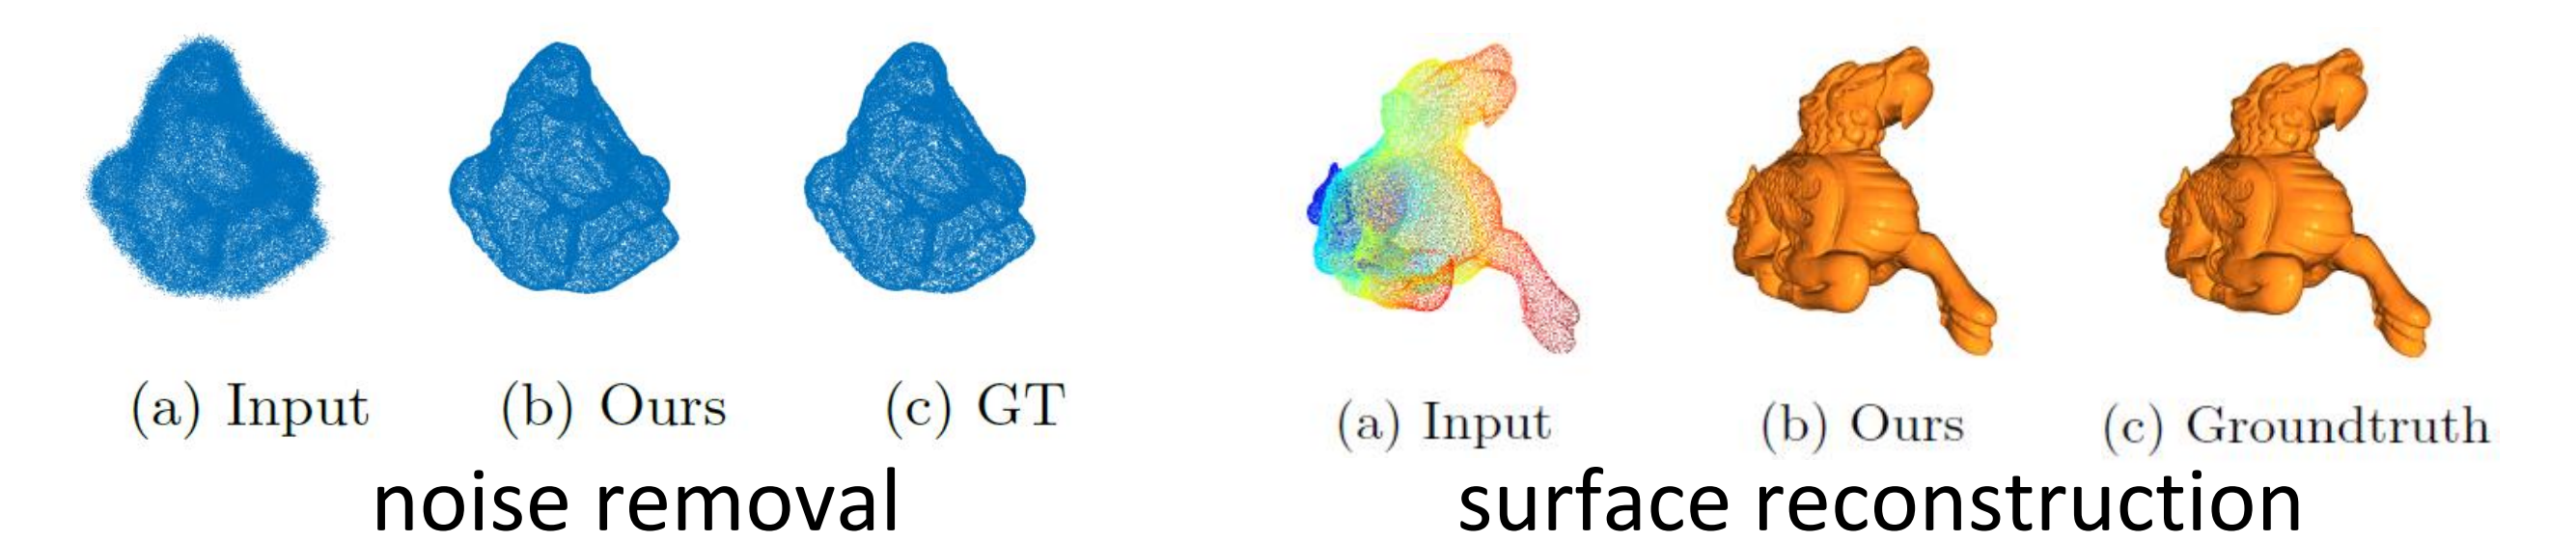 (a) Input (b) Ours (c) GT
noise removal
(a) Input (b) Ours (c) Groundtruth
surface reconstruction